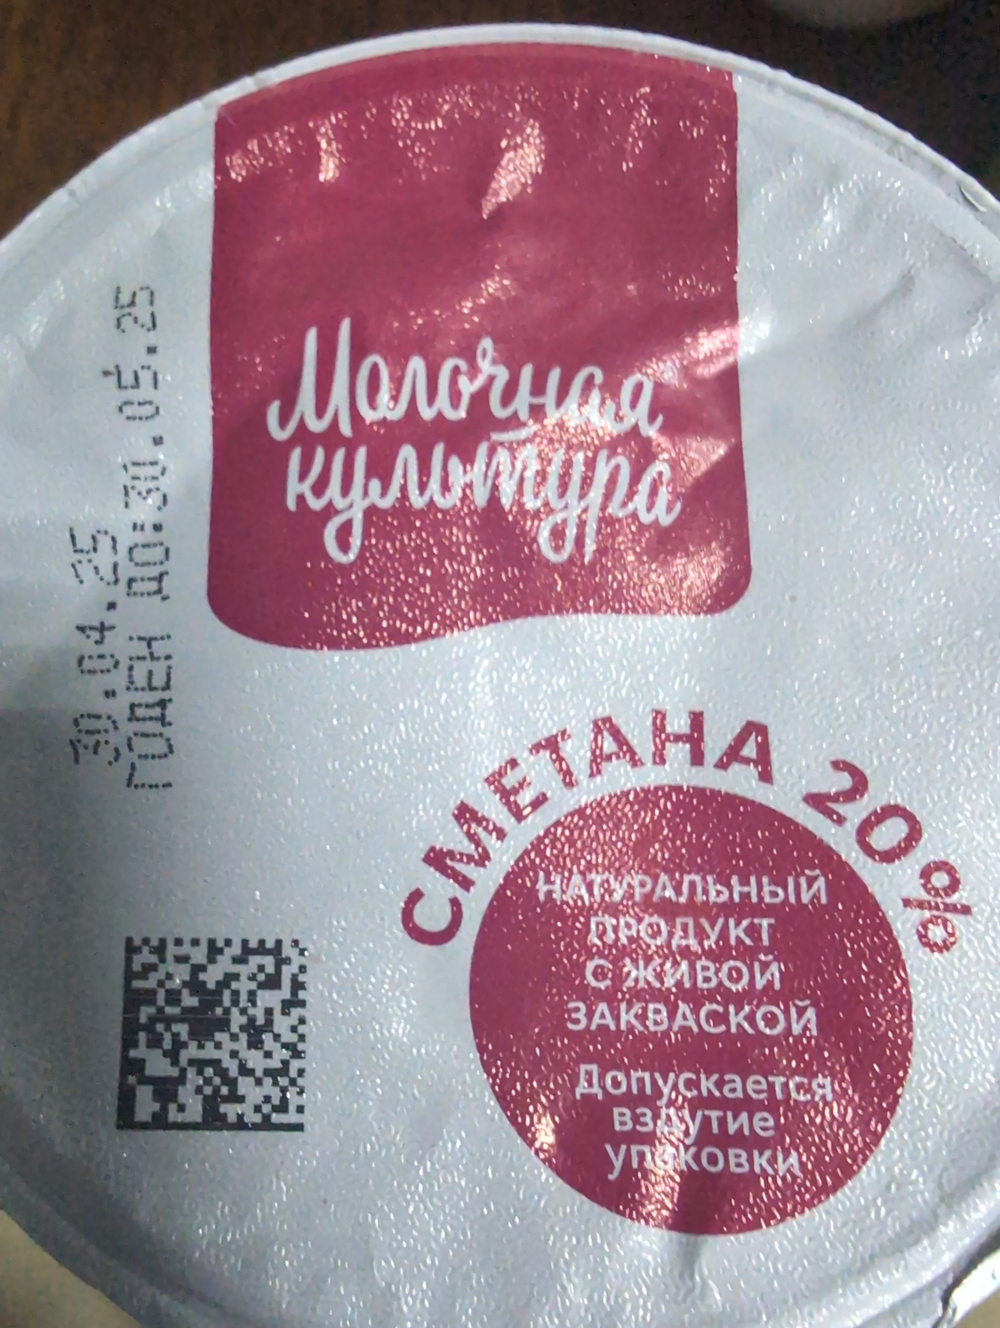 Молочная
культура
30.04.25
ГОДЕН ДО:30.05.25
СМЕТАНА 20%
НАТУРАЛЬНЫЙ
ПРОДУКТ
С ЖИВОЙ
ЗАКВАСКОЙ
Допускается
вздутие
упаковки